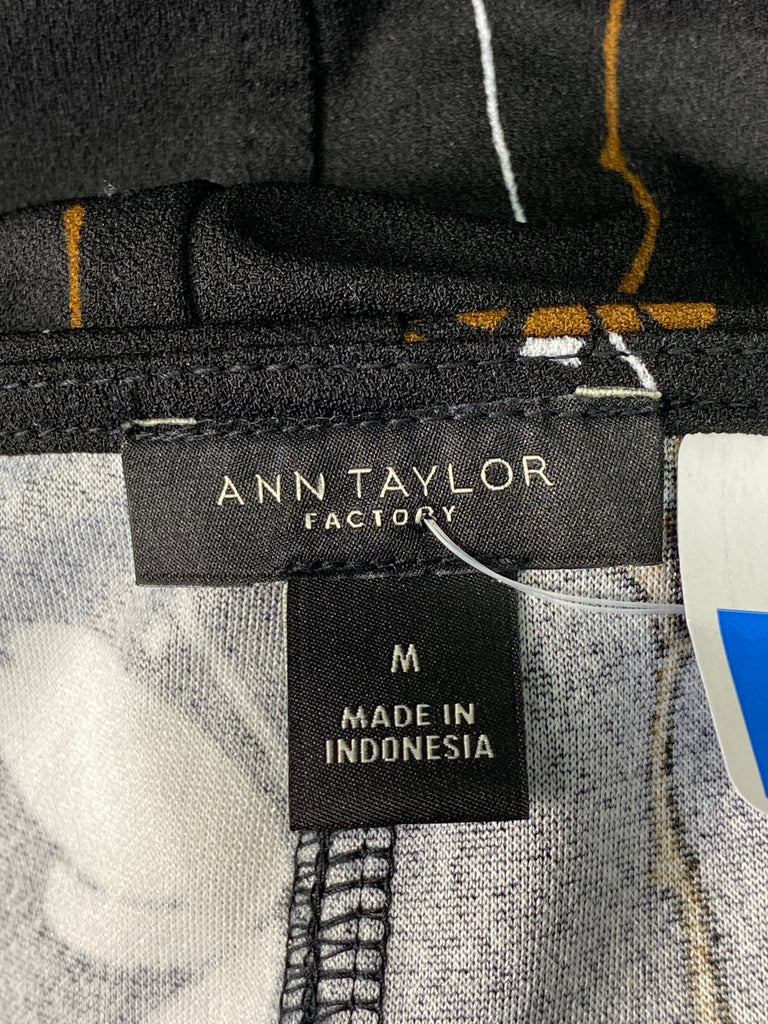 ANN TAYLOR
FACTORY
M
MADE IN
INDONESIA